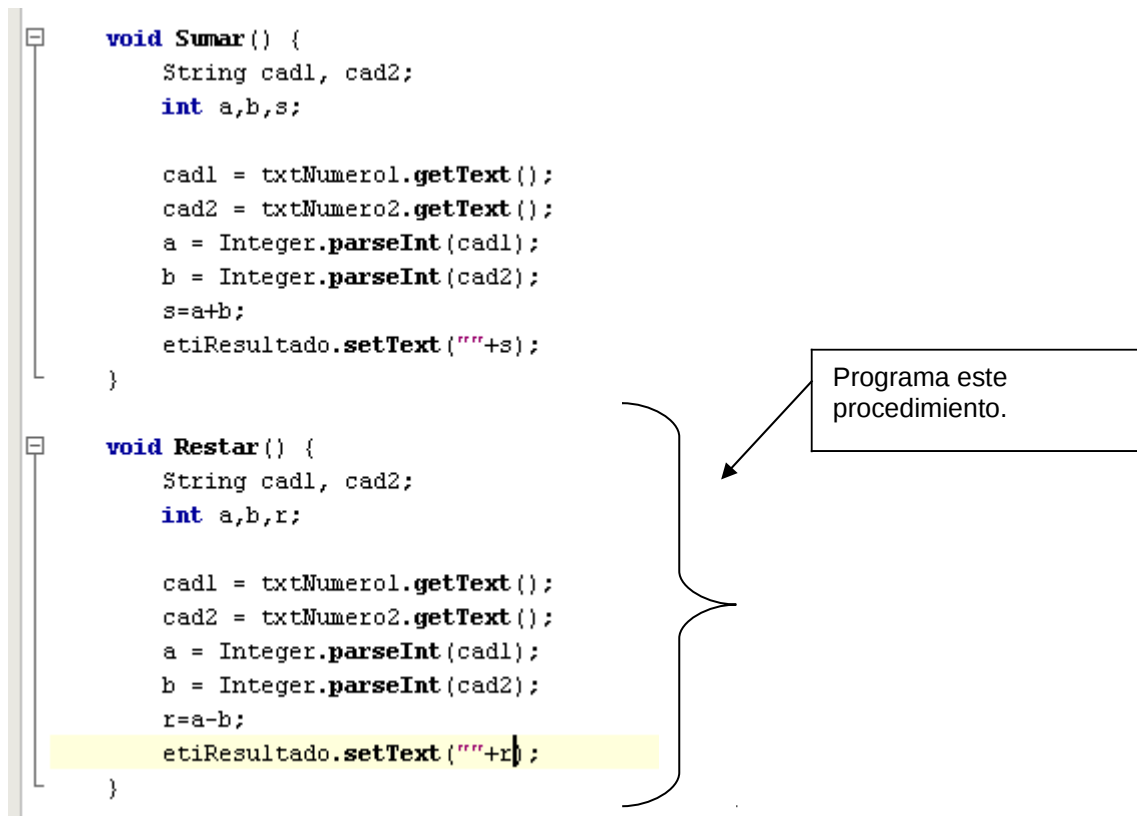 void Sumar() {
String cad1, cad2;
int a,b,s;
cad1 = txtNumero1.getText();
cad2 = txtNumero2.getText();
a = Integer.parseInt(cad1);
b = Integer.parseInt(cad2);
s=a+b;
etiResultado.setText(""+s);
}
Programa este
procedimiento.
void Restar() {
String cad1, cad2;
int a,b,r;
cad1 = txtNumero1.getText();
cad2 = txtNumero2.getText();
a = Integer.parseInt(cad1);
b = Integer.parseInt(cad2);
r=a-b;
etiResultado.setText(""+r);
}